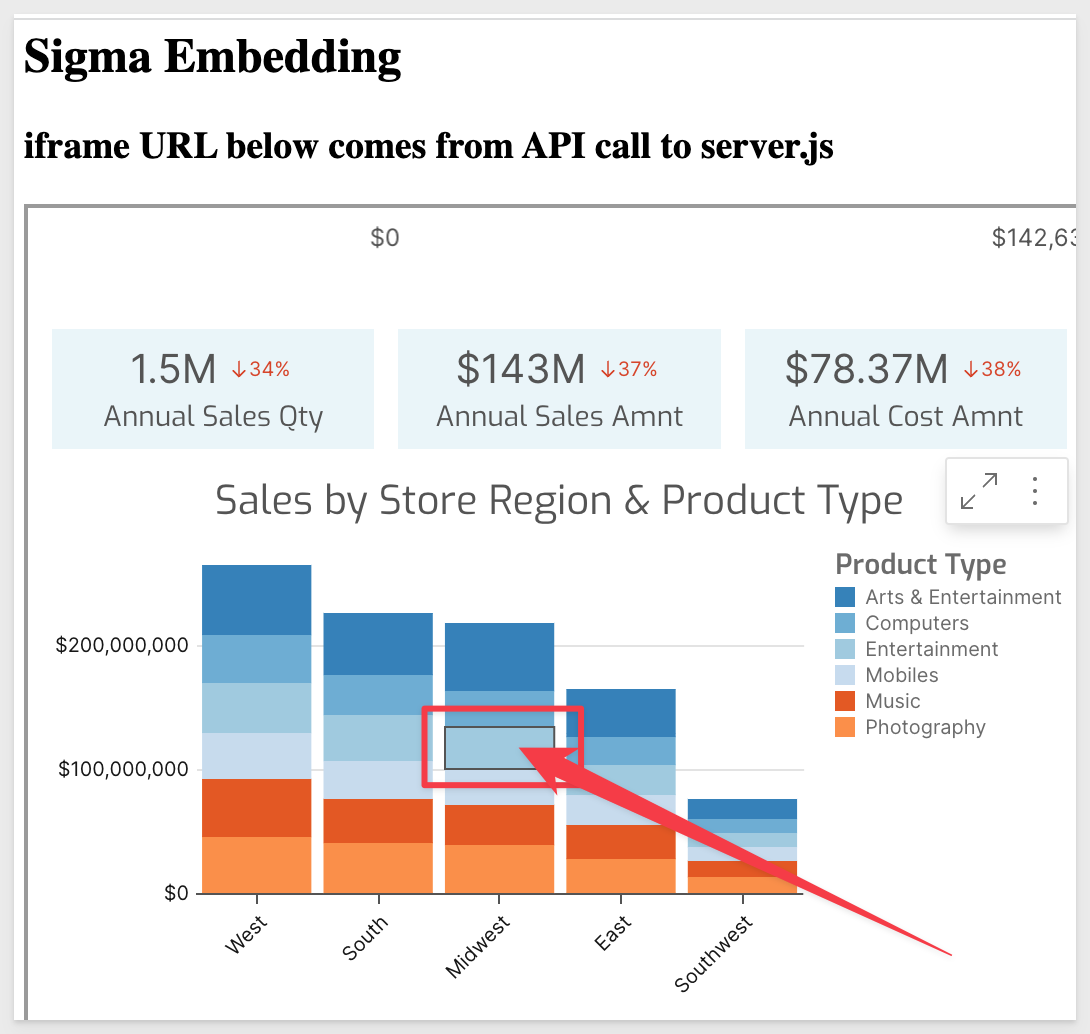 Sigma Embedding
iframe URL below comes from API call to server.js
$0
$142,63
1.5M ↓34%
Annual Sales Qty
$143M ↓37%
Annual Sales Amnt
$78.37M ↓38%
Annual Cost Amnt
Sales by Store Region & Product Type
Product Type
Arts & Entertainment
Computers
Entertainment
Mobiles
Music
Photography
$200,000,000
$100,000,000
$0
West
South
Midwest
East
Southwest